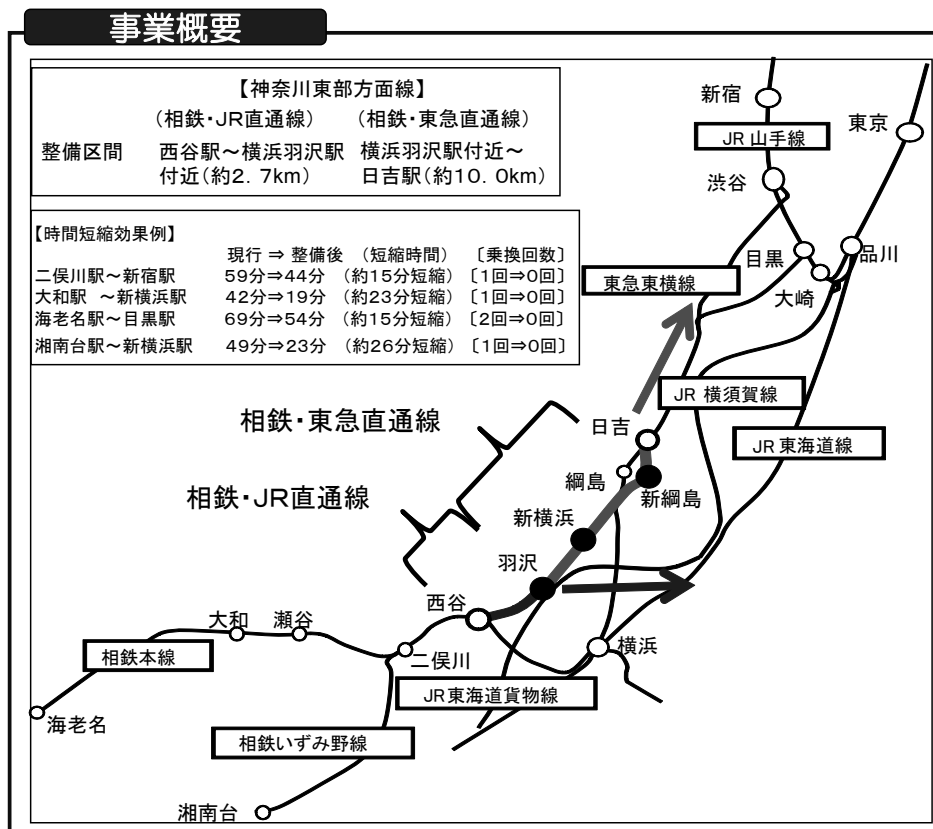 事業概要
【神奈川東部方面線】
(相鉄・JR直通線) (相鉄・東急直通線)
整備区間 西谷駅～横浜羽沢駅 横浜羽沢駅付近～
付近(約2.7km) 日吉駅(約10.0km)
【時間短縮効果例】
現行 ⇒ 整備後 (短縮時間) 〔乗換回数〕
二俣川駅～新宿駅 59分⇒44分 (約15分短縮) 〔1回⇒0回〕
大和駅 ～新横浜駅 42分⇒19分 (約23分短縮) 〔1回⇒0回〕
海老名駅～目黒駅 69分⇒54分 (約15分短縮) 〔2回⇒0回〕
湘南台駅～新横浜駅 49分⇒23分 (約26分短縮) 〔1回⇒0回〕
新宿
東京
JR 山手線
渋谷
目黒
品川
大崎
東急東横線
JR 横須賀線
相鉄・東急直通線
日吉
JR 東海道線
綱島
新綱島
相鉄・JR直通線
新横浜
羽沢
西谷
大和
瀬谷
二俣川
横浜
相鉄本線
JR 東海道貨物線
海老名
相鉄いずみ野線
湘南台